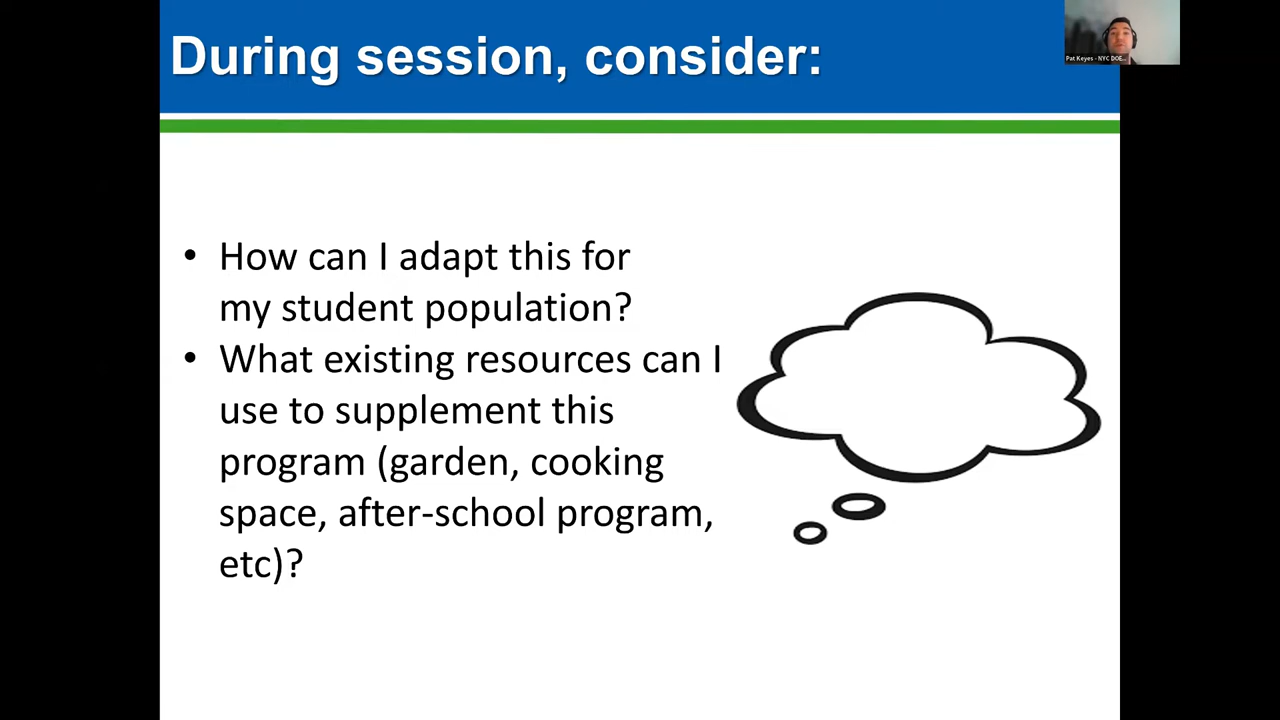 During session, consider:
Pat Keyes - NYC DOE...
• How can I adapt this for
my student population?
• What existing resources can I
use to supplement this
program (garden, cooking
space, after-school program,
etc)?